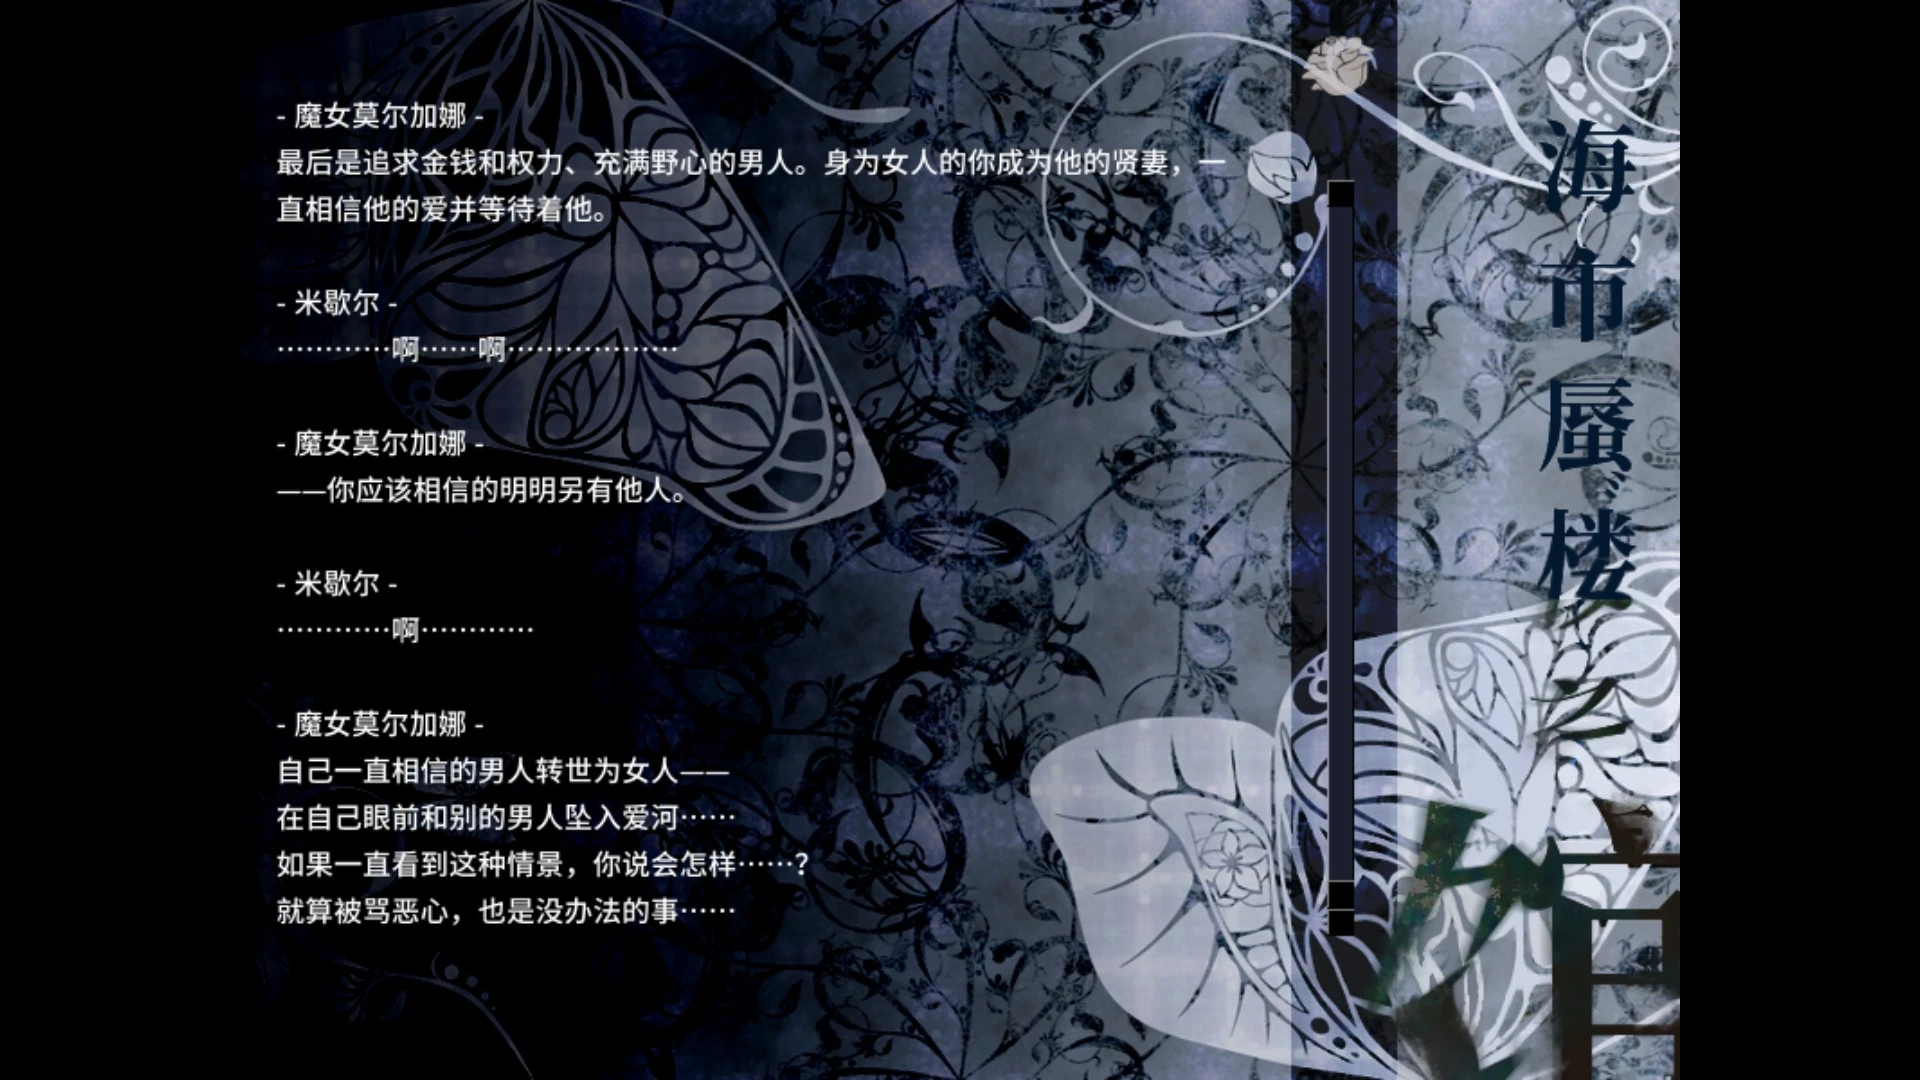 - 魔女莫尔加娜 -
最后是追求金钱和权力、充满野心的男人。身为女人的你成为他的贤妻，一
直相信他的爱并等待着他。
- 米歇尔 -
…………啊……啊………………
- 魔女莫尔加娜 -
——你应该相信的明明另有他人。
- 米歇尔 -
…………啊…………
- 魔女莫尔加娜 -
自己一直相信的男人转世为女人——
在自己眼前和别的男人坠入爱河……
如果一直看到这种情景，你说会怎样……？
就算被骂恶心，也是没办法的事……
海市蜃楼之馆